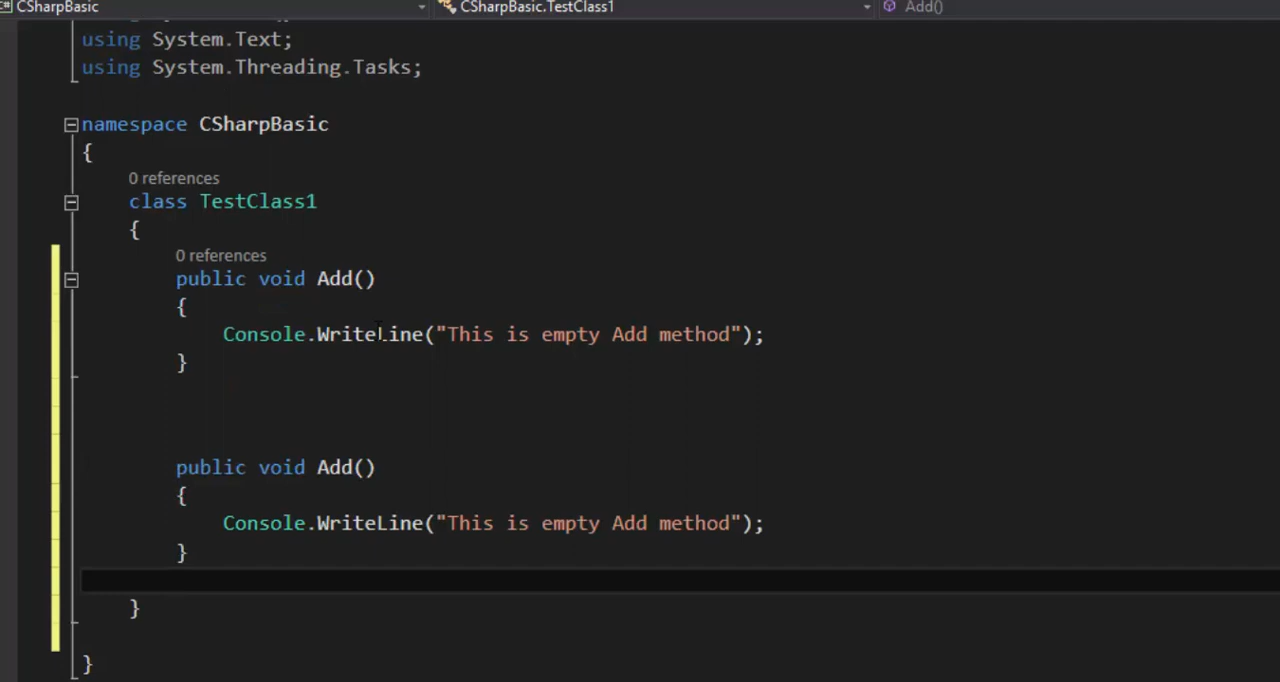 CSharpBasic CSharpBasic.TestClass1 Add()
using System.Text;
using System.Threading.Tasks;
namespace CSharpBasic
{
0 references
class TestClass1
{
0 references
public void Add()
{
Console.WriteLine("This is empty Add method");
}
public void Add()
{
Console.WriteLine("This is empty Add method");
}
}
}